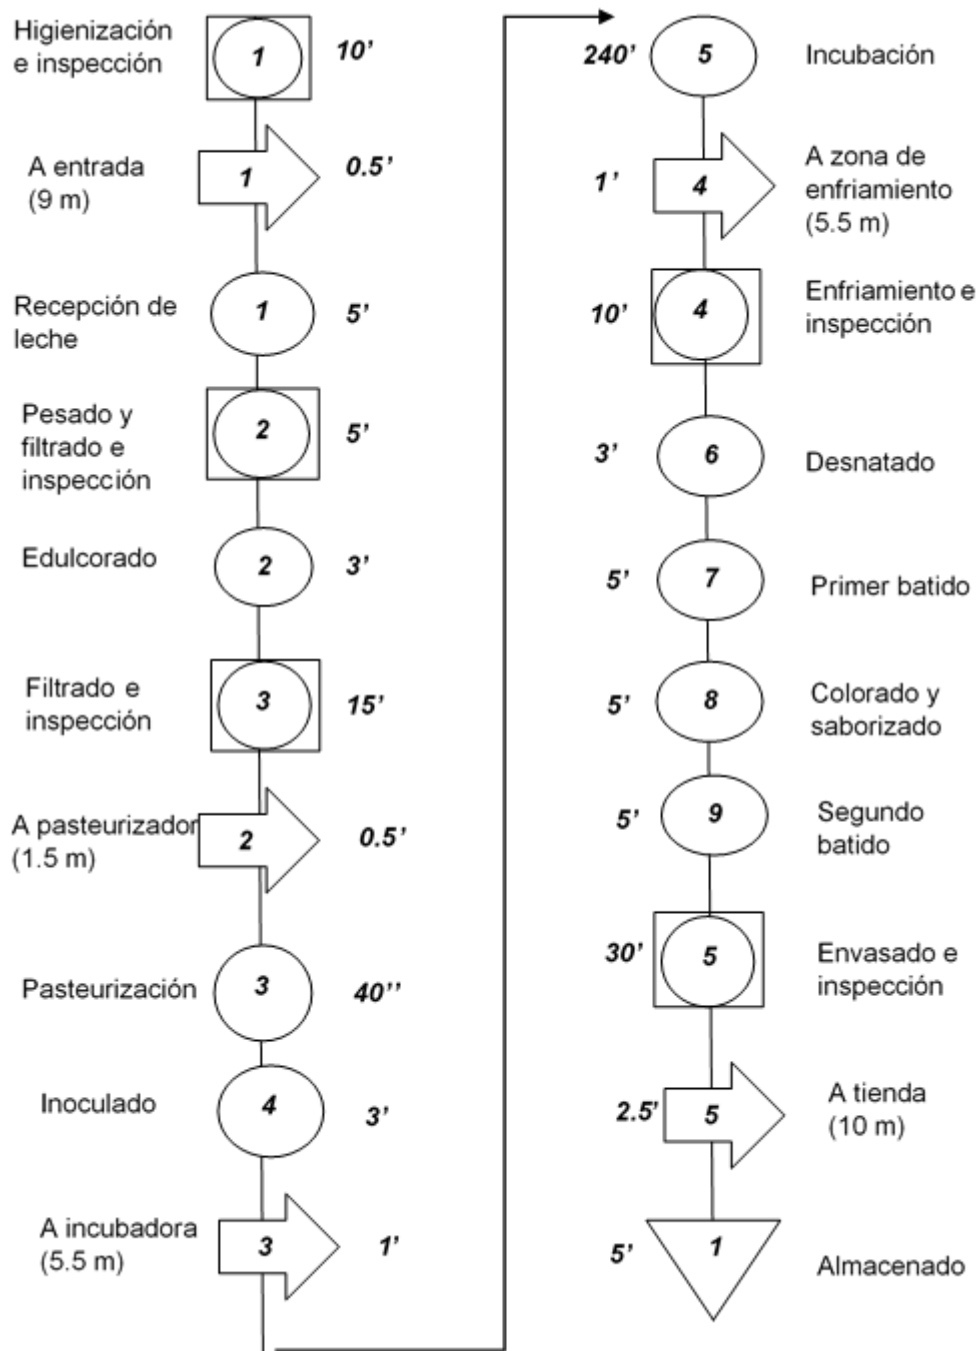 Higienización
e inspección
1
10’
A entrada
(9 m)
1
0.5’
Recepción de
leche
1
5’
Pesado y
filtrado e
inspección
2
5’
Edulcorado
2
3’
Filtrado e
inspección
3
15’
A pasteurizador
(1.5 m)
2
0.5’
Pasteurización
3
40’’
Inoculado
4
3’
A incubadora
(5.5 m)
3
1’
240’
5
Incubación
1’
4
A zona de
enfriamiento
(5.5 m)
10’
4
Enfriamiento e
inspección
3’
6
Desnatado
5’
7
Primer batido
5’
8
Colorado y
saborizado
5’
9
Segundo
batido
30’
5
Envasado e
inspección
2.5’
5
A tienda
(10 m)
5’
1
Almacenado